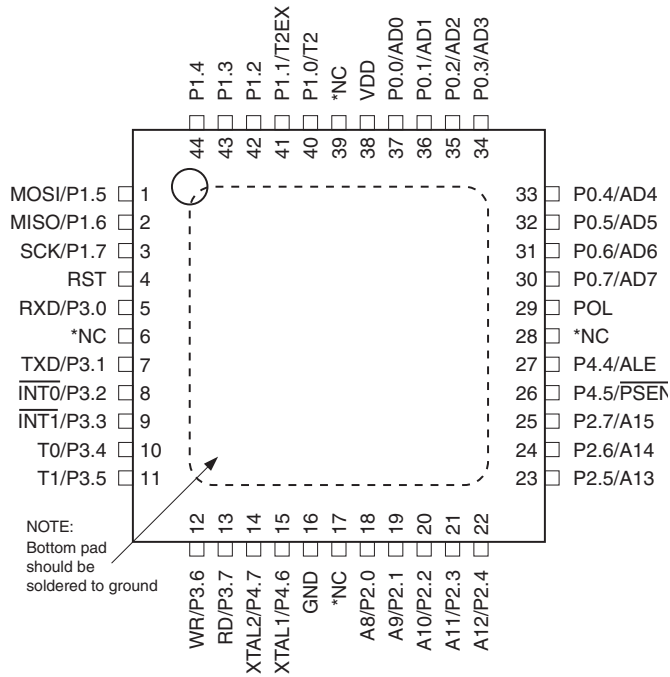 P1.4
P1.3
P1.2
P1.1/T2EX
P1.0/T2
*NC
VDD
P0.0/AD0
P0.1/AD1
P0.2/AD2
P0.3/AD3
44
43
42
41
40
39
38
37
36
35
34
MOSI/P1.5 1
MISO/P1.6 2
SCK/P1.7 3
RST 4
RXD/P3.0 5
*NC 6
TXD/P3.1 7
INT0/P3.2 8
INT1/P3.3 9
T0/P3.4 10
T1/P3.5 11
33 P0.4/AD4
32 P0.5/AD5
31 P0.6/AD6
30 P0.7/AD7
29 POL
28 *NC
27 P4.4/ALE
26 P4.5/PSEN
25 P2.7/A15
24 P2.6/A14
23 P2.5/A13
NOTE:
Bottom pad
should be
soldered to ground
12
13
14
15
16
17
18
19
20
21
22
WR/P3.6
RD/P3.7
XTAL2/P4.7
XTAL1/P4.6
GND
*NC
A8/P2.0
A9/P2.1
A10/P2.2
A11/P2.3
A12/P2.4